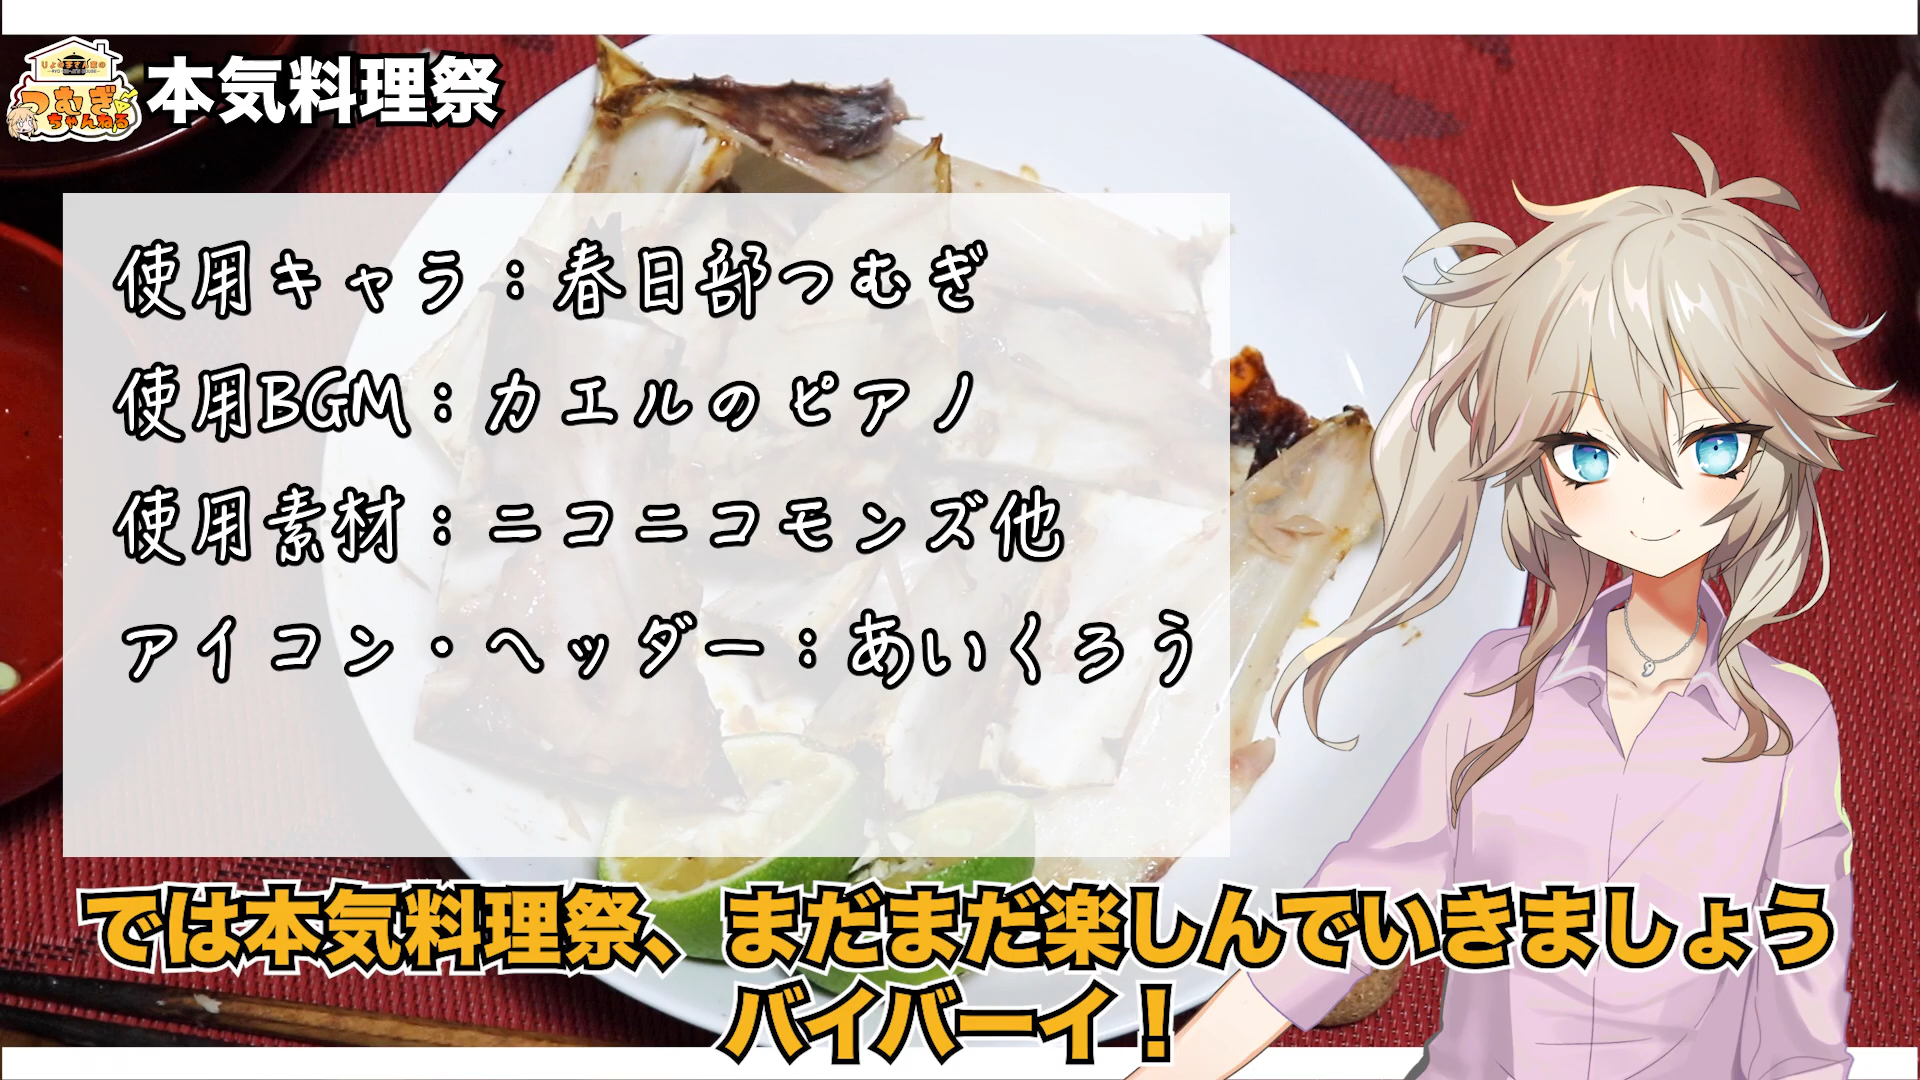 つむぎ
ちゃんねる
本気料理祭
使用キャラ：春日部つむぎ
使用BGM：カエルのピアノ
使用素材：ニコニコモンズ他
アイコン・ヘッダー：あいくろう
では本気料理祭、まだまだ楽しんでいきましょう
バイバーイ！